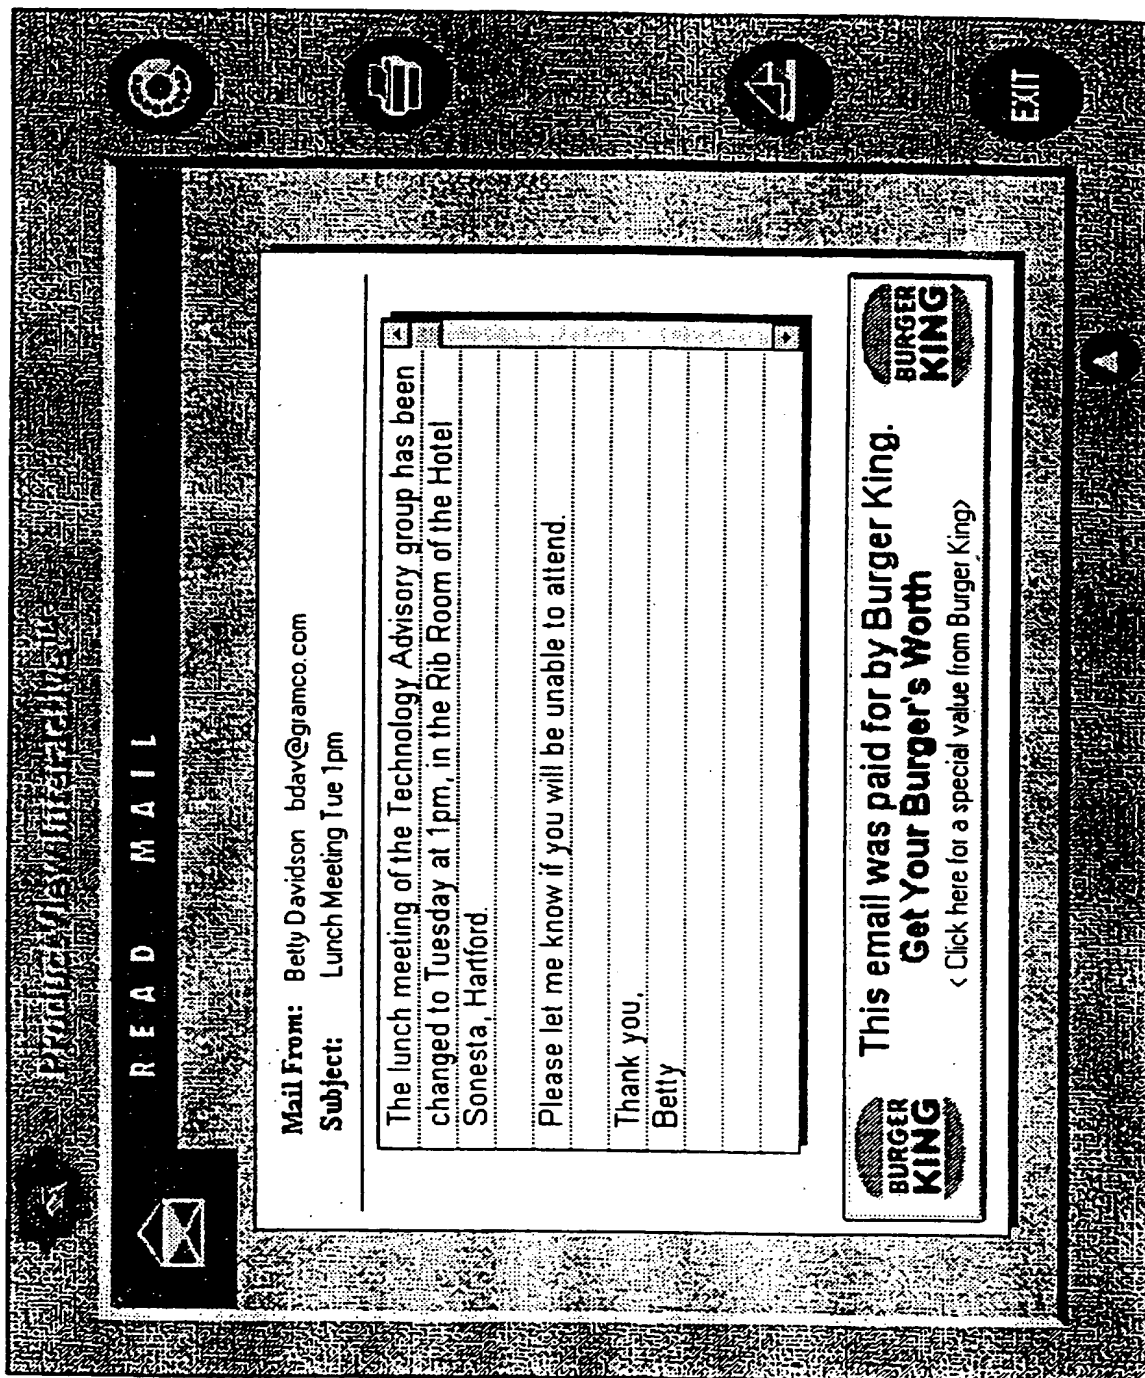 ProductView Interactive
READ MAIL
EXIT
Mail From: Betty Davidson bdav@gramco.com
Subject: Lunch Meeting Tue 1pm
The lunch meeting of the Technology Advisory group has been
changed to Tuesday at 1pm, in the Rib Room of the Hotel
Sonesta, Hartford.
Please let me know if you will be unable to attend.
Thank you,
Betty
BURGER
KING
This email was paid for by Burger King.
Get Your Burger's Worth
< Click here for a special value from Burger King>
BURGER
KING